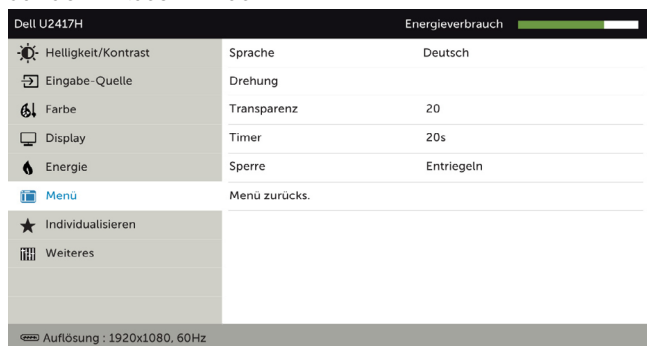 Dell U2417H Energieverbrauch
Helligkeit/Kontrast Sprache Deutsch
Eingabe-Quelle Drehung
Farbe Transparenz 20
Display Timer 20s
Energie Sperre Entriegeln
Menü Menü zurücks.
Individualisieren
Weiteres
Auflösung : 1920x1080, 60Hz